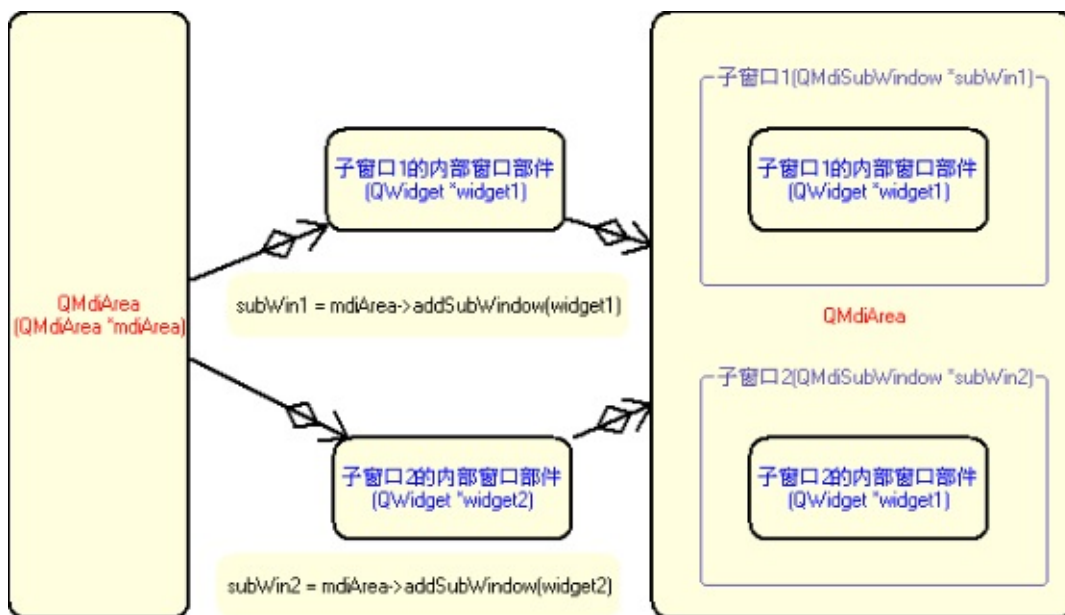 QMdiArea
(QMdiArea *mdiArea)
子窗口1的内部窗口部件
(QWidget *widget1)
subWin1 = mdiArea->addSubWindow(widget1)
子窗口2的内部窗口部件
(QWidget *widget2)
subWin2 = mdiArea->addSubWindow(widget2)
子窗口1(QMdiSubWindow *subWin1)
子窗口1的内部窗口部件
(QWidget *widget1)
QMdiArea
子窗口2(QMdiSubWindow *subWin2)
子窗口2的内部窗口部件
(QWidget *widget1)